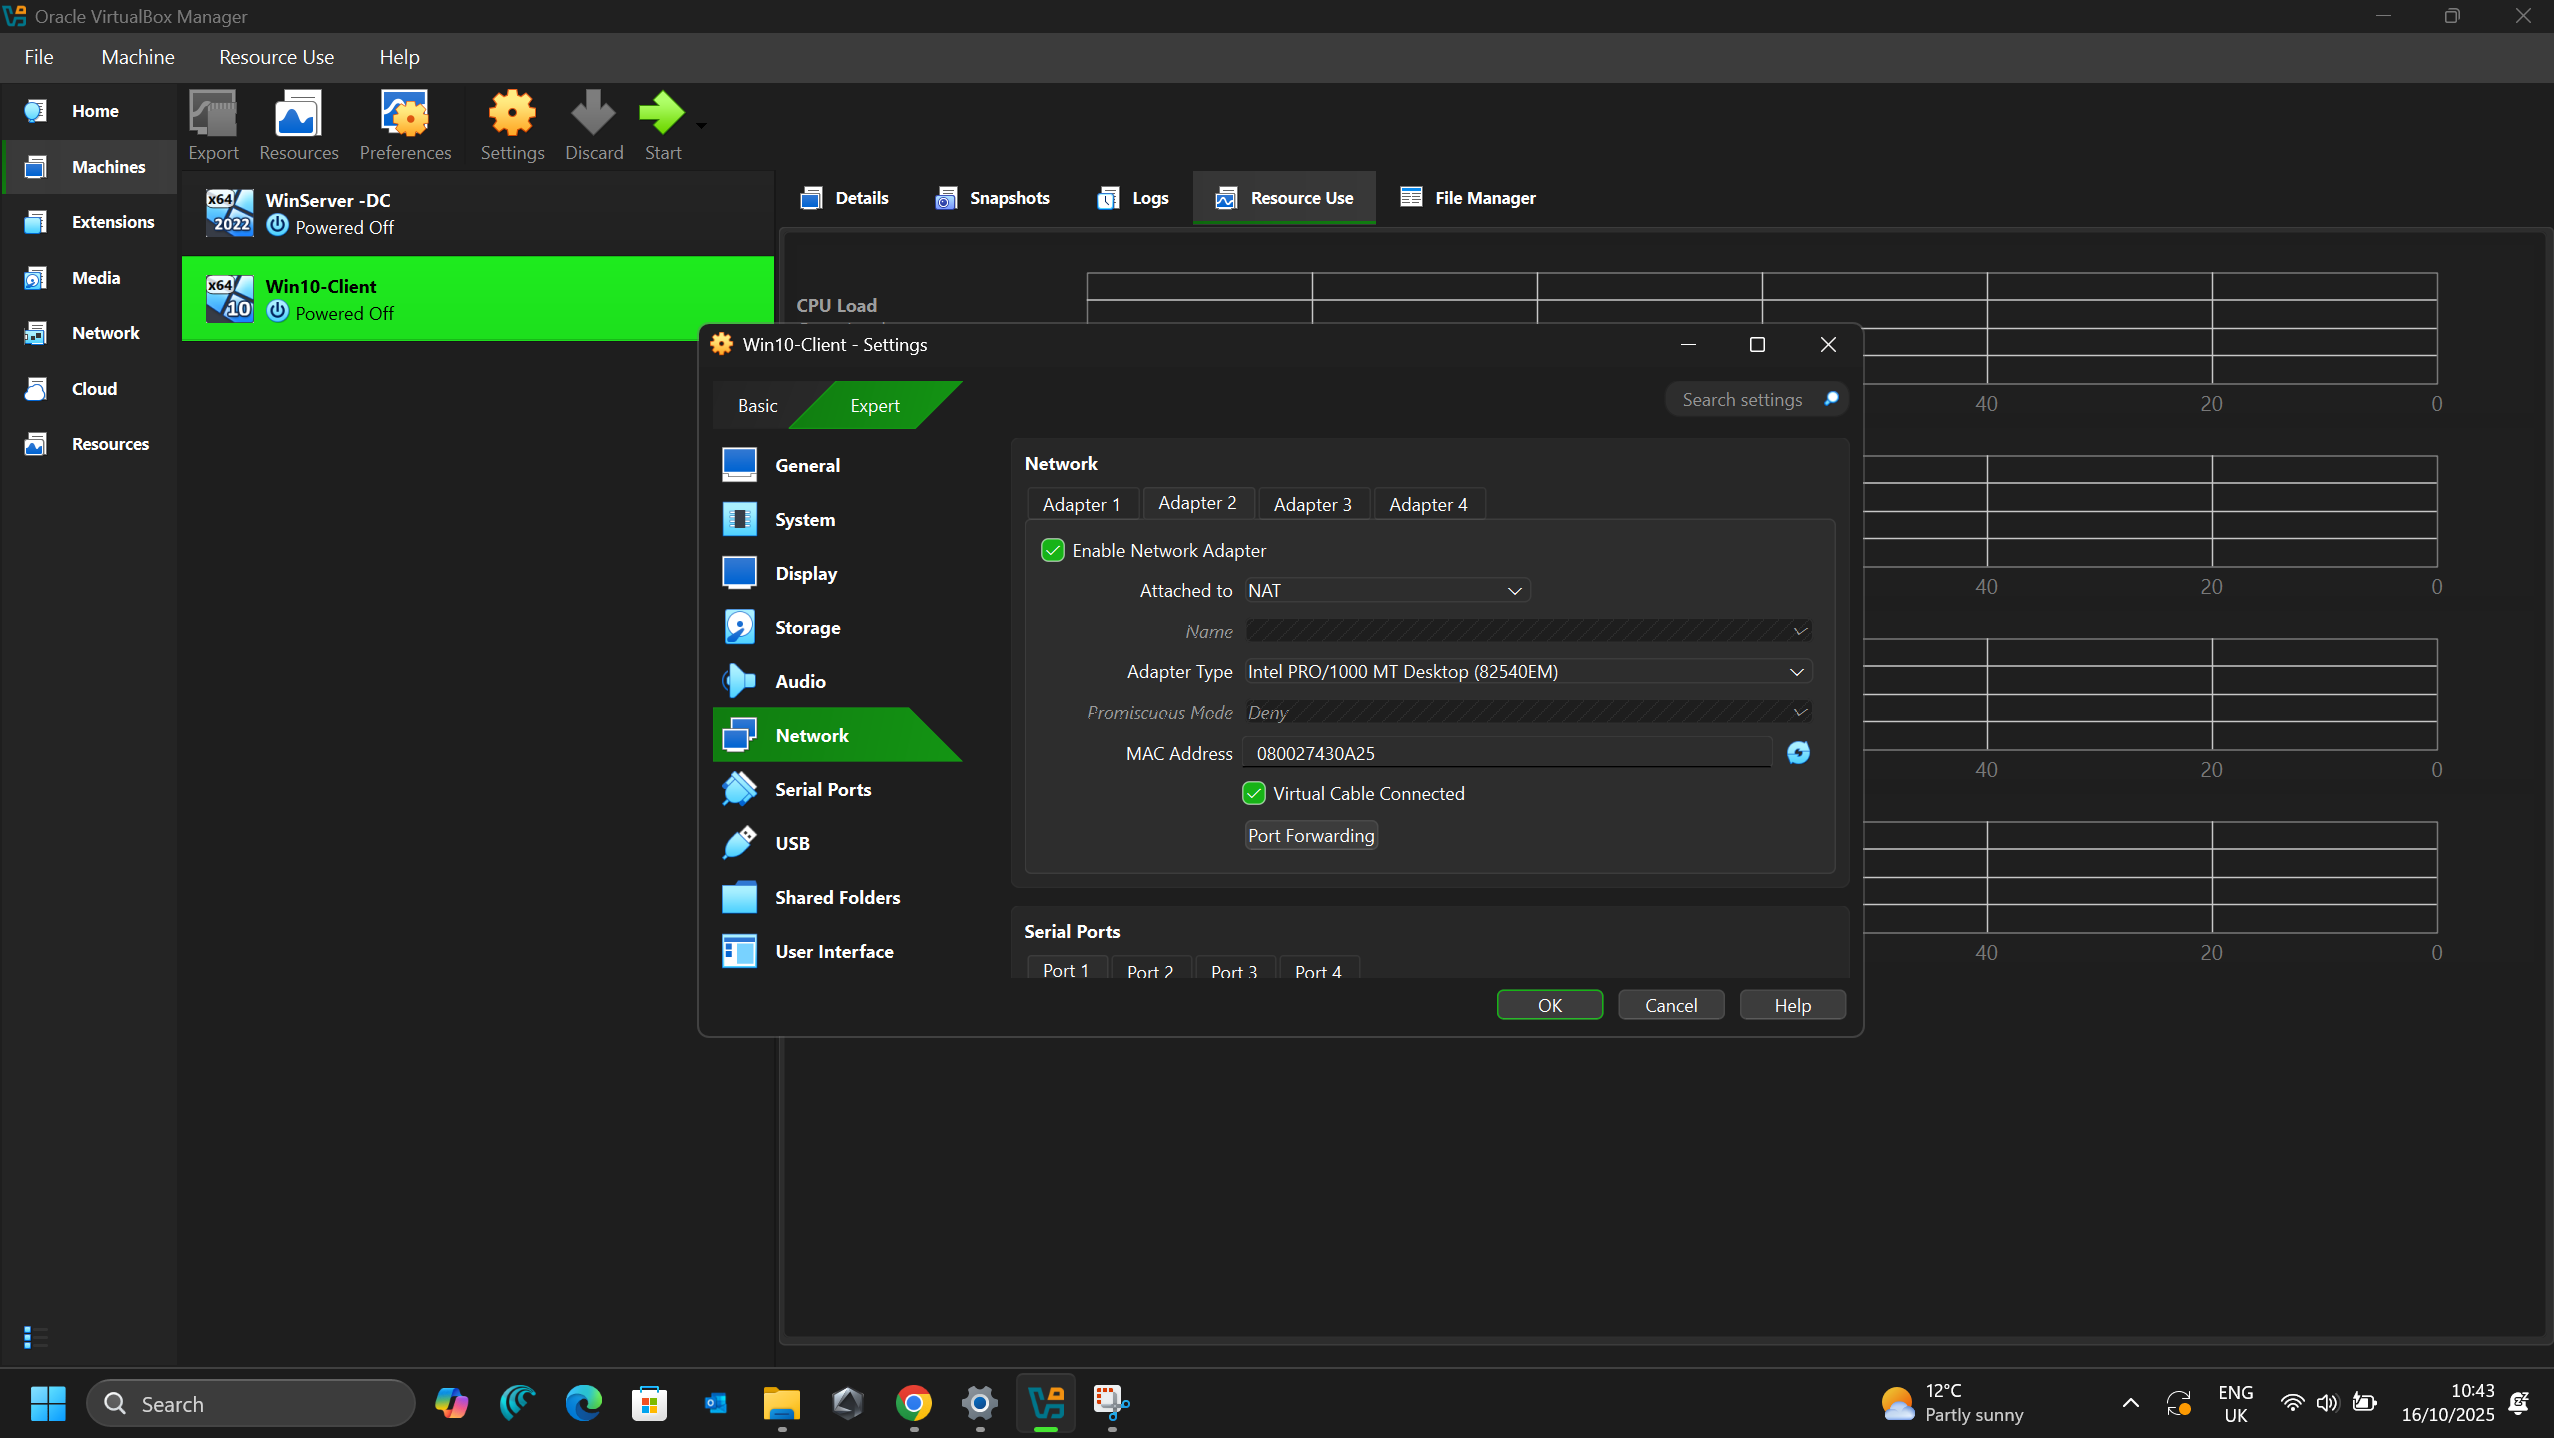 Oracle VirtualBox Manager
File Machine Resource Use Help
Home
Machines
Extensions
Media
Network
Cloud
Resources
Export Resources Preferences Settings Discard Start
x64 2022 WinServer -DC
Powered Off
x64 10 Win10-Client
Powered Off
Details Snapshots Logs Resource Use File Manager
CPU Load
40 20 0
40 20 0
40 20 0
40 20 0
Win10-Client - Settings
Basic Expert
Search settings
General
System
Display
Storage
Audio
Network
Serial Ports
USB
Shared Folders
User Interface
Network
Adapter 1 Adapter 2 Adapter 3 Adapter 4
Enable Network Adapter
Attached to NAT
Name
Adapter Type Intel PRO/1000 MT Desktop (82540EM)
Promiscuous Mode Deny
MAC Address 080027430A25
Virtual Cable Connected
Port Forwarding
Serial Ports
Port 1 Port 2 Port 3 Port 4
OK Cancel Help
Search
12°C
Partly sunny
ENG
UK
10:43
16/10/2025